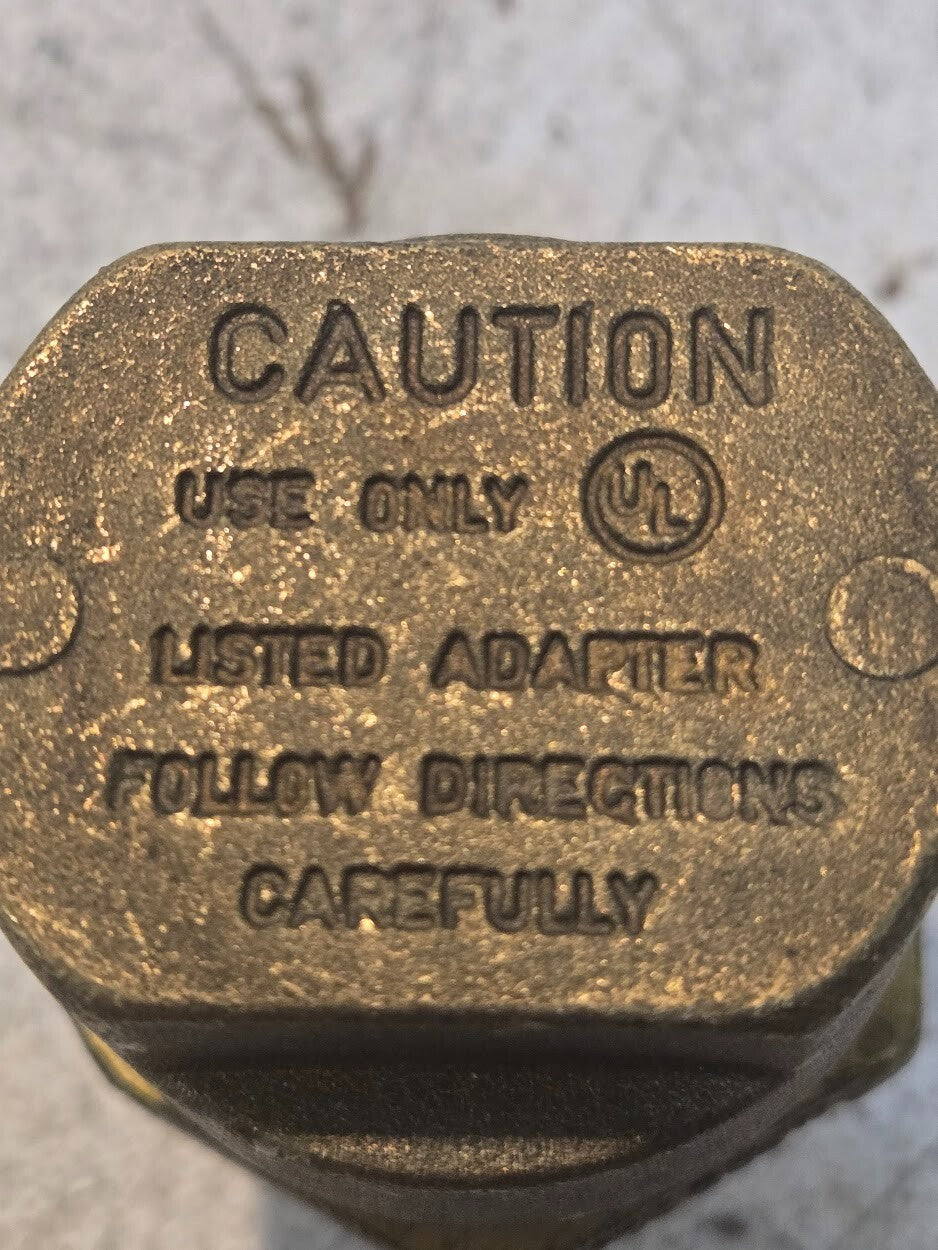 CAUTION
USE ONLY UL
LISTED ADAPTER
FOLLOW DIRECTIONS
CAREFULLY